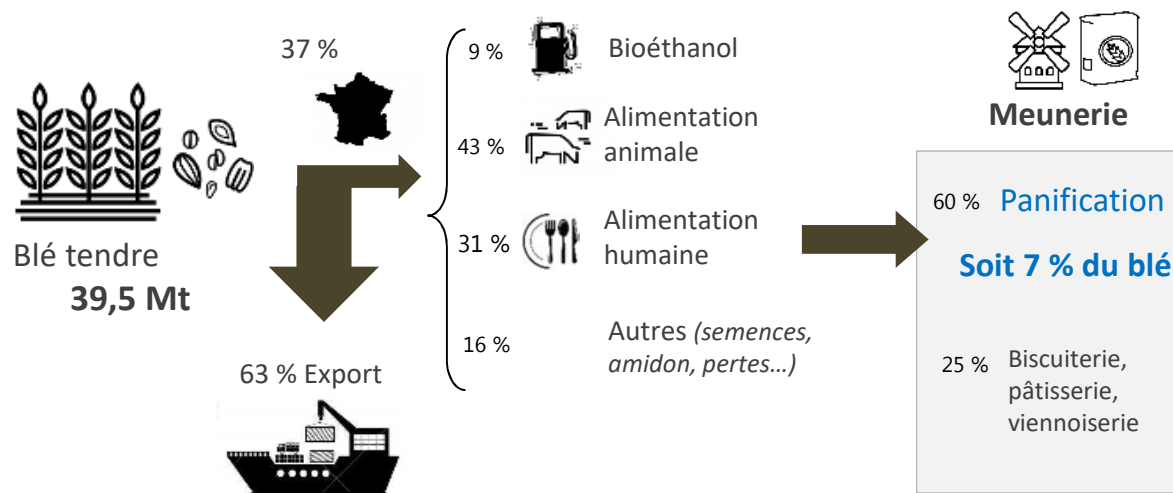 Blé tendre
39,5 Mt
37 %
63 % Export
9 %
Bioéthanol
43 %
Alimentation
animale
31 %
Alimentation
humaine
16 %
Autres (semences,
amidon, pertes…)
Meunerie
60 % Panification
Soit 7 % du blé
25 %
Biscuiterie,
pâtisserie,
viennoiserie